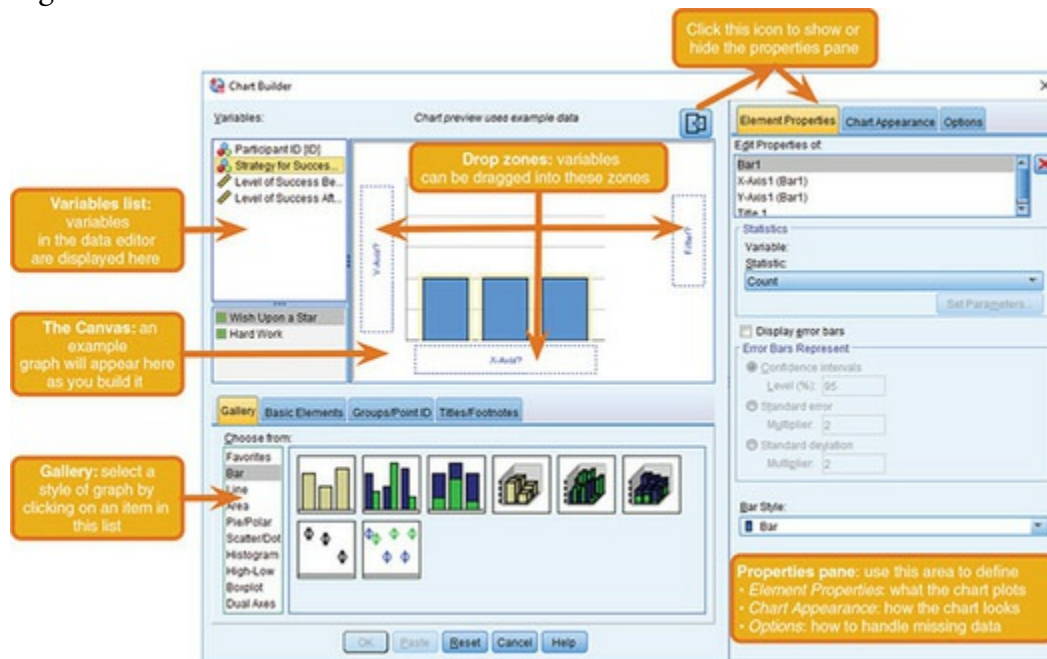 Click this icon to show or
hide the properties pane
Chart Builder
Variables:
Chart preview uses example data
Participant ID [ID]
Strategy for Succes...
Level of Success Be...
Level of Success Aft...
Drop zones: variables
can be dragged into these zones
Variables list:
variables
in the data editor
are displayed here
Y-Axis?
Filter?
X-Axis?
Wish Upon a Star
Hard Work
The Canvas: an
example
graph will appear here
as you build it
Gallery Basic Elements Groups/Point ID Titles/Footnotes
Choose from:
Favorites
Bar
Line
Area
Pie/Polar
Scatter/Dot
Histogram
High-Low
Boxplot
Dual Axes
Gallery: select a
style of graph by
clicking on an item in
this list
OK Paste Reset Cancel Help
Element Properties Chart Appearance Options
Edit Properties of:
Bar1
X-Axis1 (Bar1)
Y-Axis1 (Bar1)
Title 1
Statistics
Variable:
Statistic:
Count
Set Parameters...
Display error bars
Error Bars Represent
Confidence intervals
Level (%): 95
Standard error
Multiplier: 2
Standard deviation
Multiplier: 2
Bar Style:
Bar
Properties pane: use this area to define
• Element Properties: what the chart plots
• Chart Appearance: how the chart looks
• Options: how to handle missing data